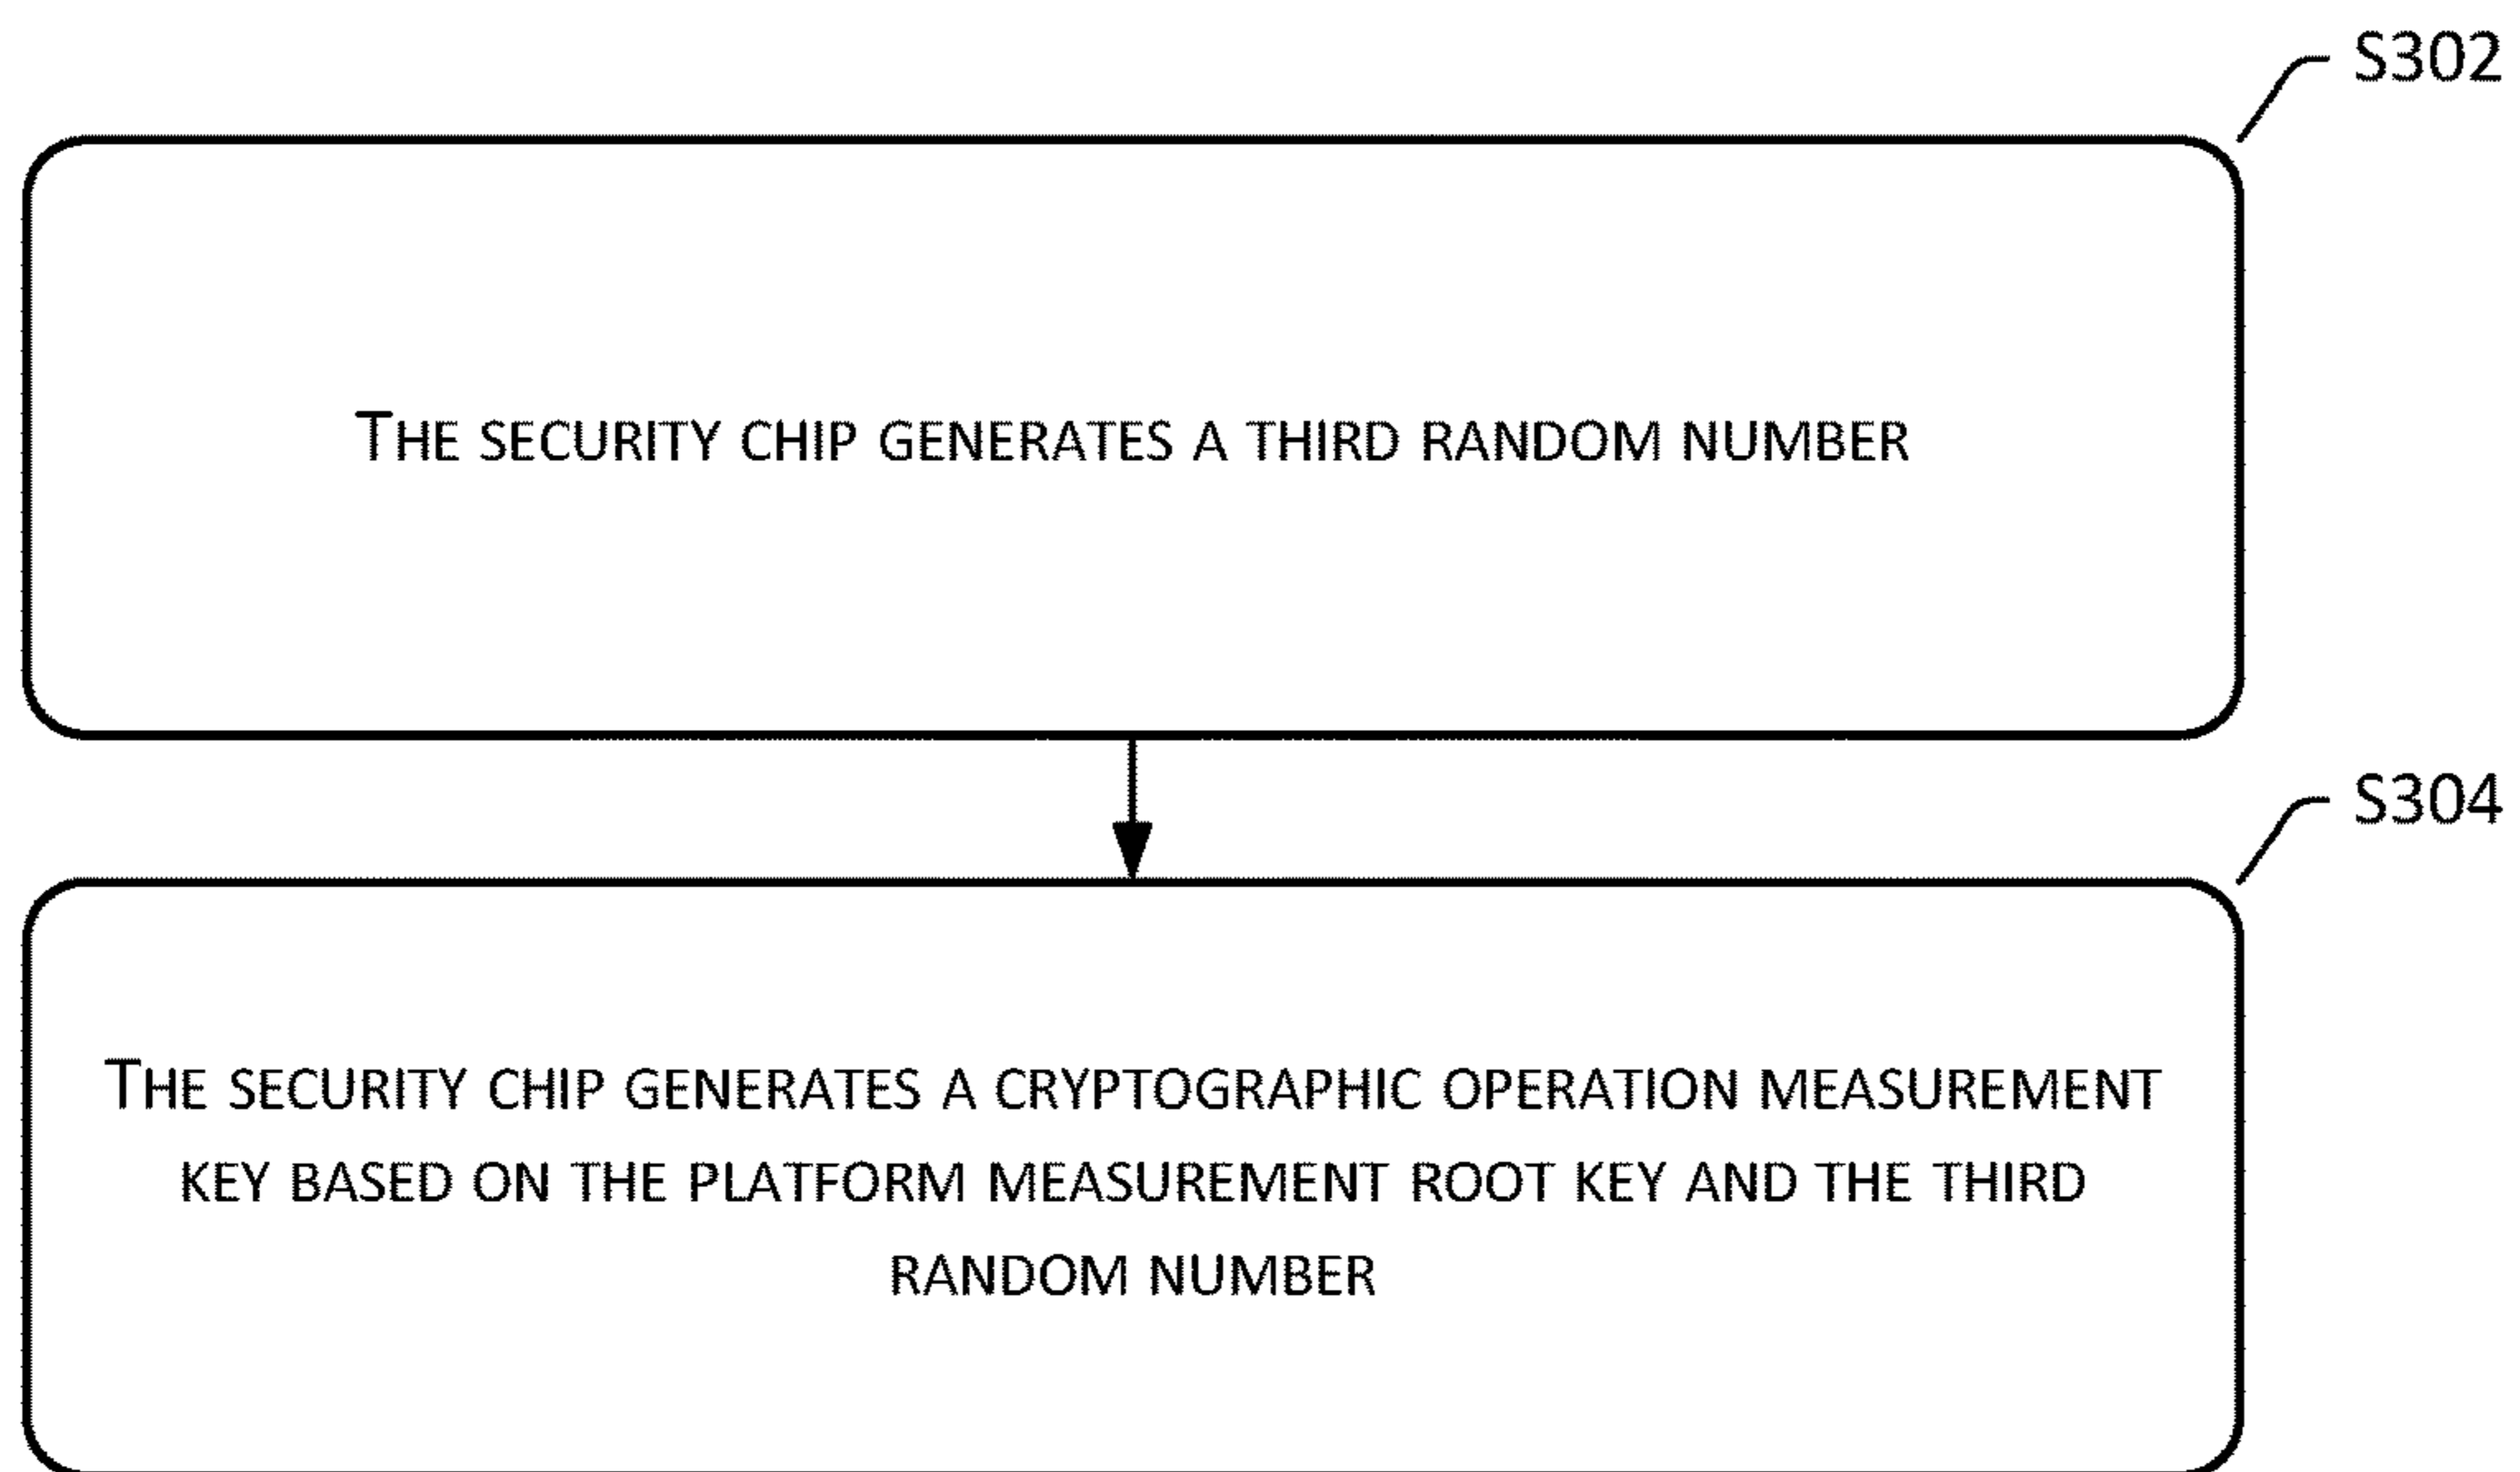 S302
THE SECURITY CHIP GENERATES A THIRD RANDOM NUMBER
S304
THE SECURITY CHIP GENERATES A CRYPTOGRAPHIC OPERATION MEASUREMENT
KEY BASED ON THE PLATFORM MEASUREMENT ROOT KEY AND THE THIRD
RANDOM NUMBER